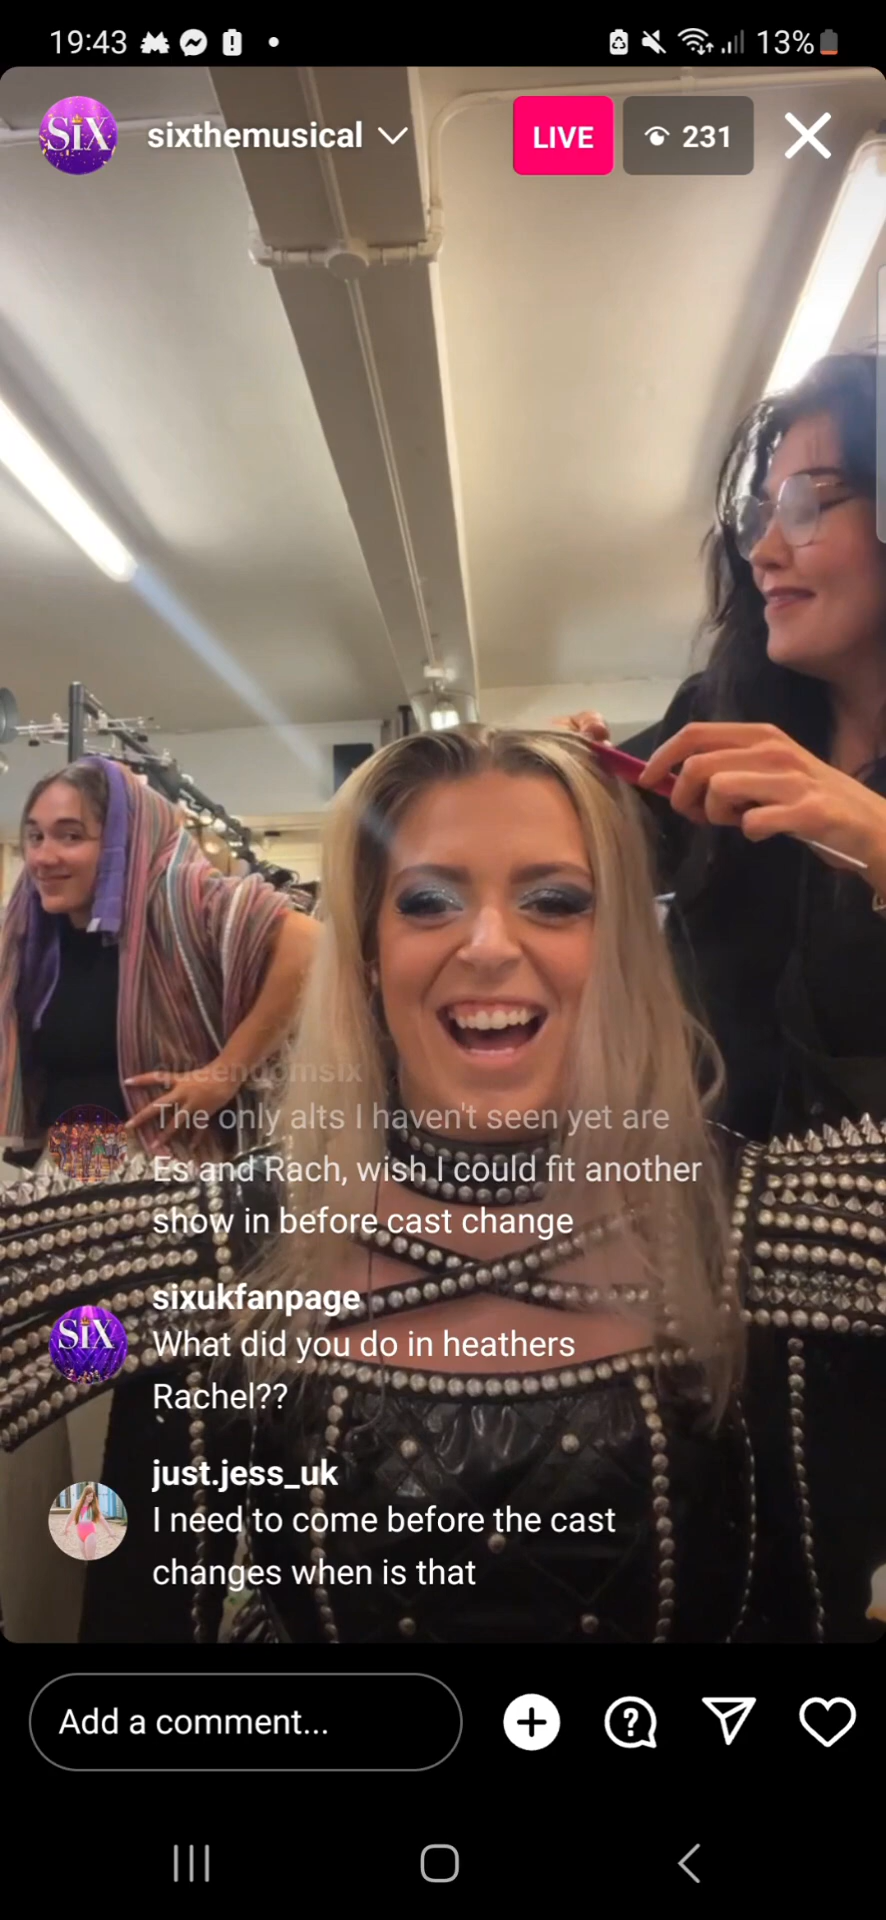 19:43
13%
SIX
sixthemusical
LIVE
231
queendomsix
The only alts I haven't seen yet are
Es and Rach, wish I could fit another
show in before cast change
sixukfanpage
SIX
What did you do in heathers
Rachel??
just.jess_uk
I need to come before the cast
changes when is that
Add a comment...